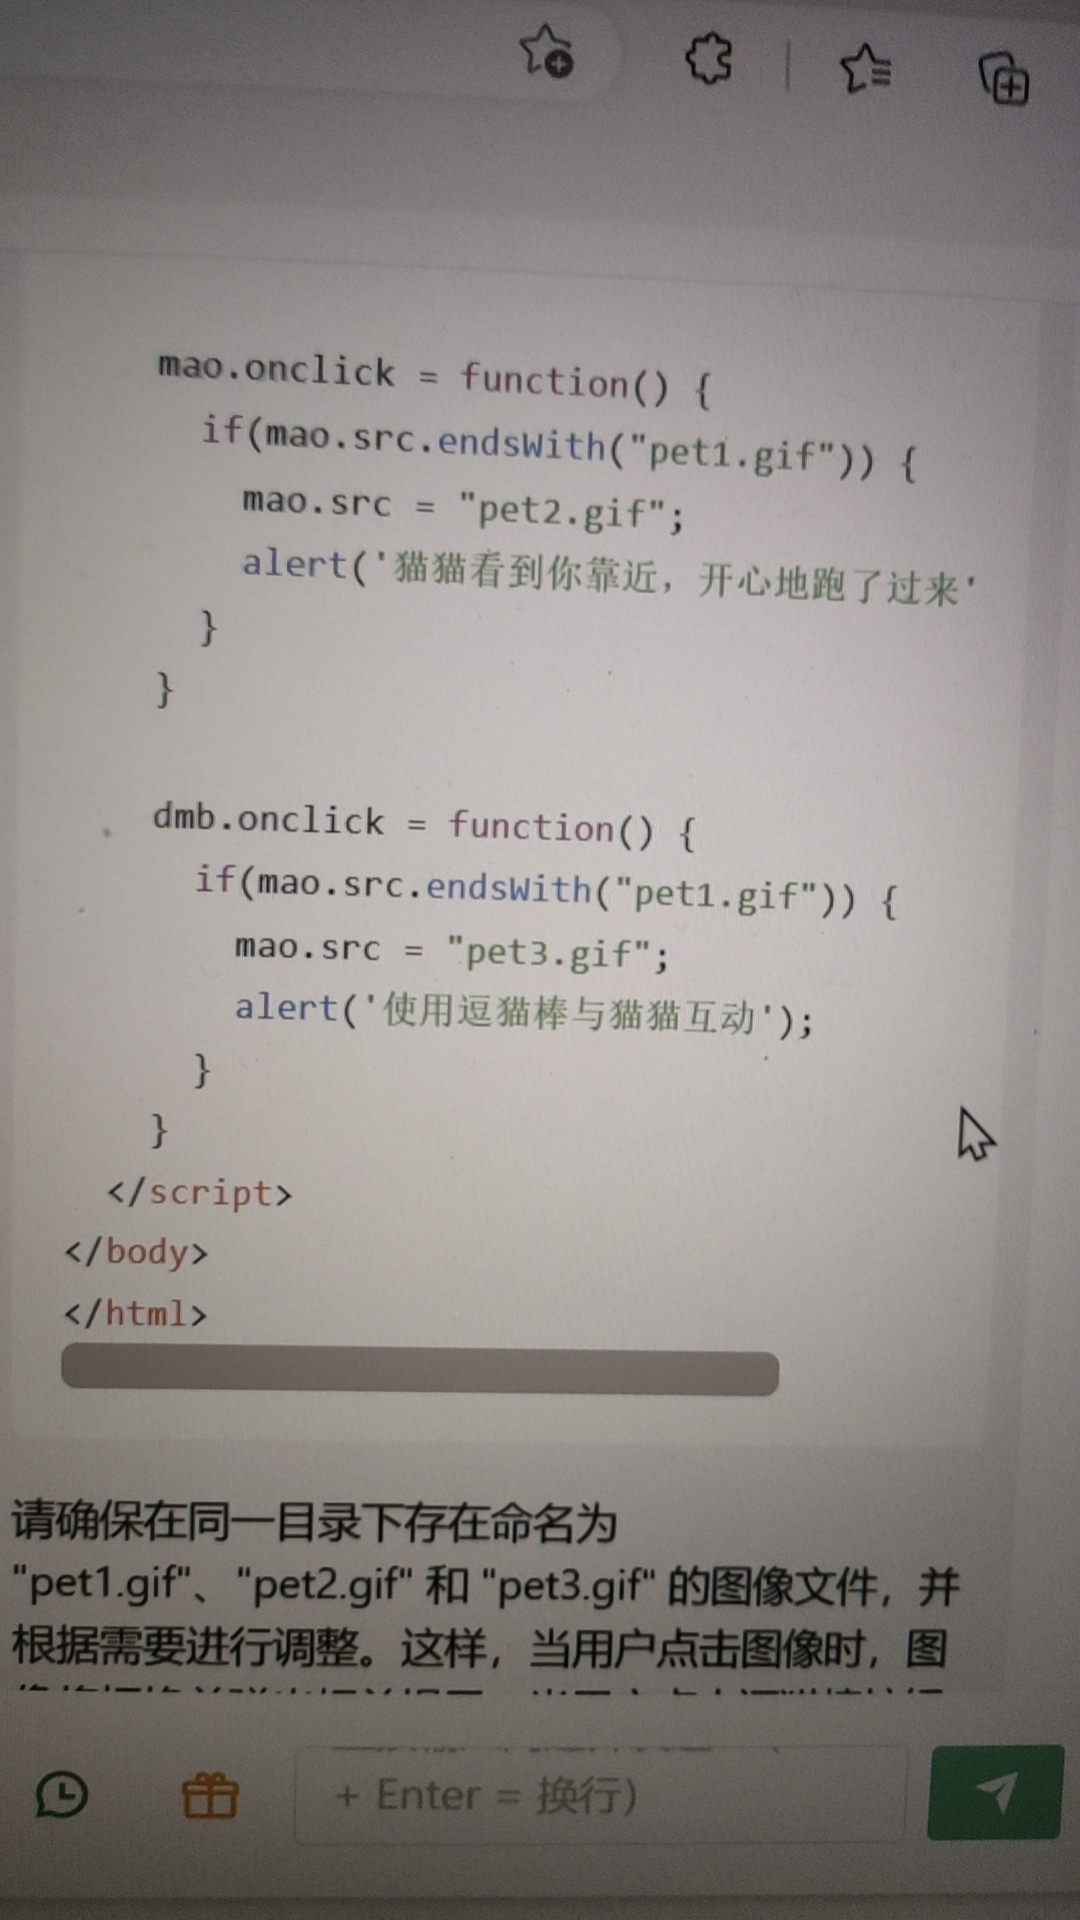 mao.onclick = function() {
if(mao.src.endsWith("pet1.gif")) {
mao.src = "pet2.gif";
alert('猫猫看到你靠近，开心地跑了过来'
}
}
dmb.onclick = function() {
if(mao.src.endsWith("pet1.gif")) {
mao.src = "pet3.gif";
alert('使用逗猫棒与猫猫互动');
}
}
</script>
</body>
</html>
请确保在同一目录下存在命名为
"pet1.gif"、"pet2.gif" 和 "pet3.gif" 的图像文件，并
根据需要进行调整。这样，当用户点击图像时，图
+ Enter = 换行)